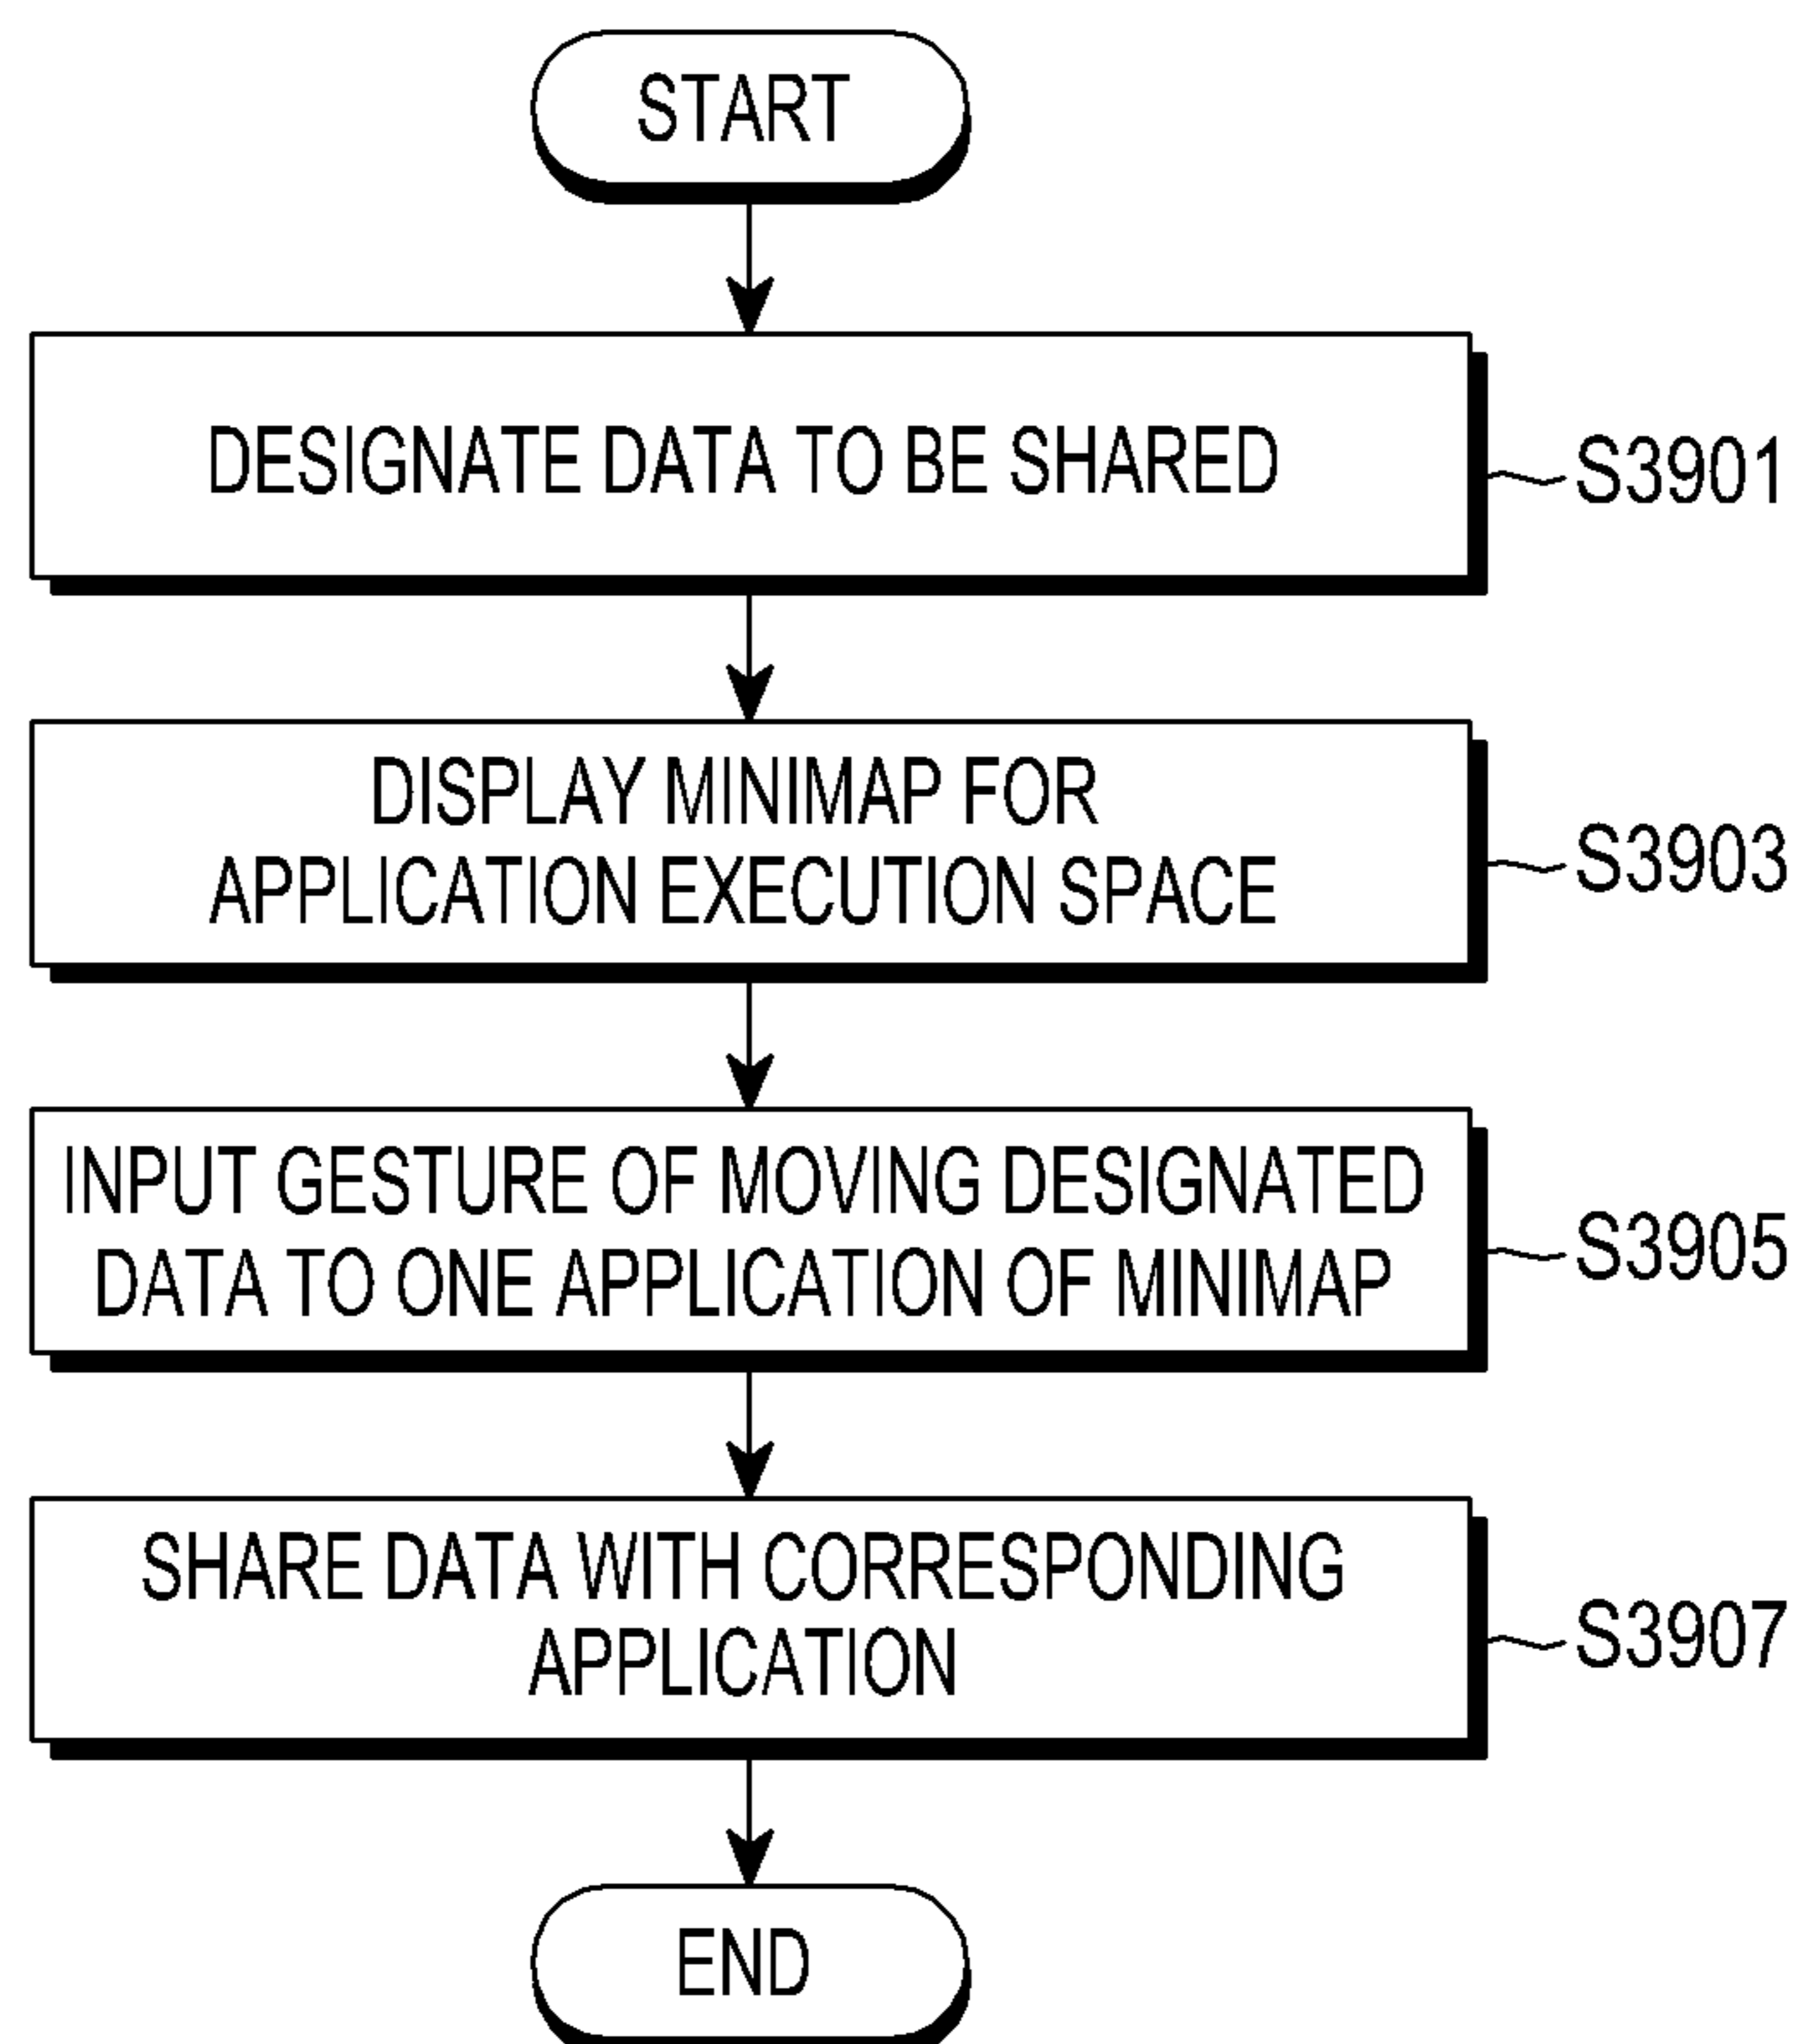 START
DESIGNATE DATA TO BE SHARED
S3901
DISPLAY MINIMAP FOR
APPLICATION EXECUTION SPACE
S3903
INPUT GESTURE OF MOVING DESIGNATED
DATA TO ONE APPLICATION OF MINIMAP
S3905
SHARE DATA WITH CORRESPONDING
APPLICATION
S3907
END